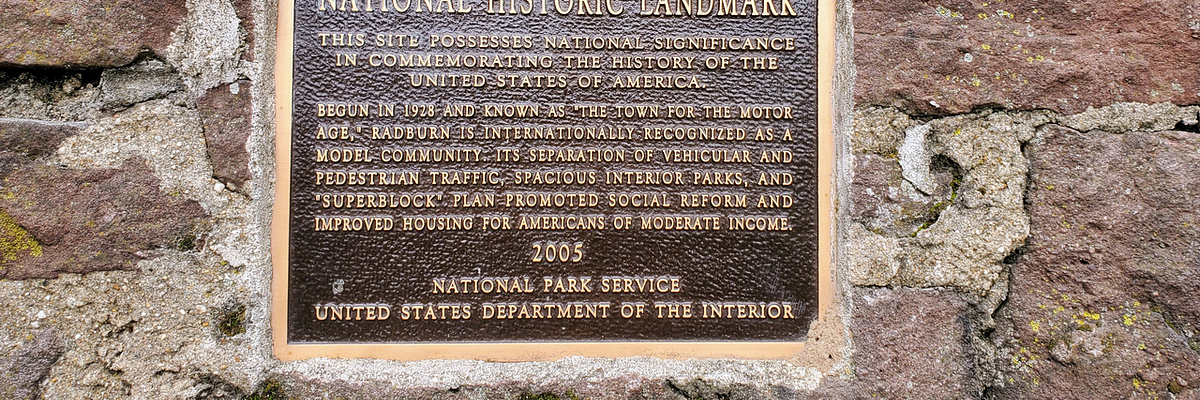 NATIONAL HISTORIC LANDMARK
THIS SITE POSSESSES NATIONAL SIGNIFICANCE
IN COMMEMORATING THE HISTORY OF THE
UNITED STATES OF AMERICA.
BEGUN IN 1928 AND KNOWN AS "THE TOWN FOR THE MOTOR
AGE," RADBURN IS INTERNATIONALLY RECOGNIZED AS A
MODEL COMMUNITY. ITS SEPARATION OF VEHICULAR AND
PEDESTRIAN TRAFFIC, SPACIOUS INTERIOR PARKS, AND
"SUPERBLOCK" PLAN PROMOTED SOCIAL REFORM AND
IMPROVED HOUSING FOR AMERICANS OF MODERATE INCOME.
2005
NATIONAL PARK SERVICE
UNITED STATES DEPARTMENT OF THE INTERIOR